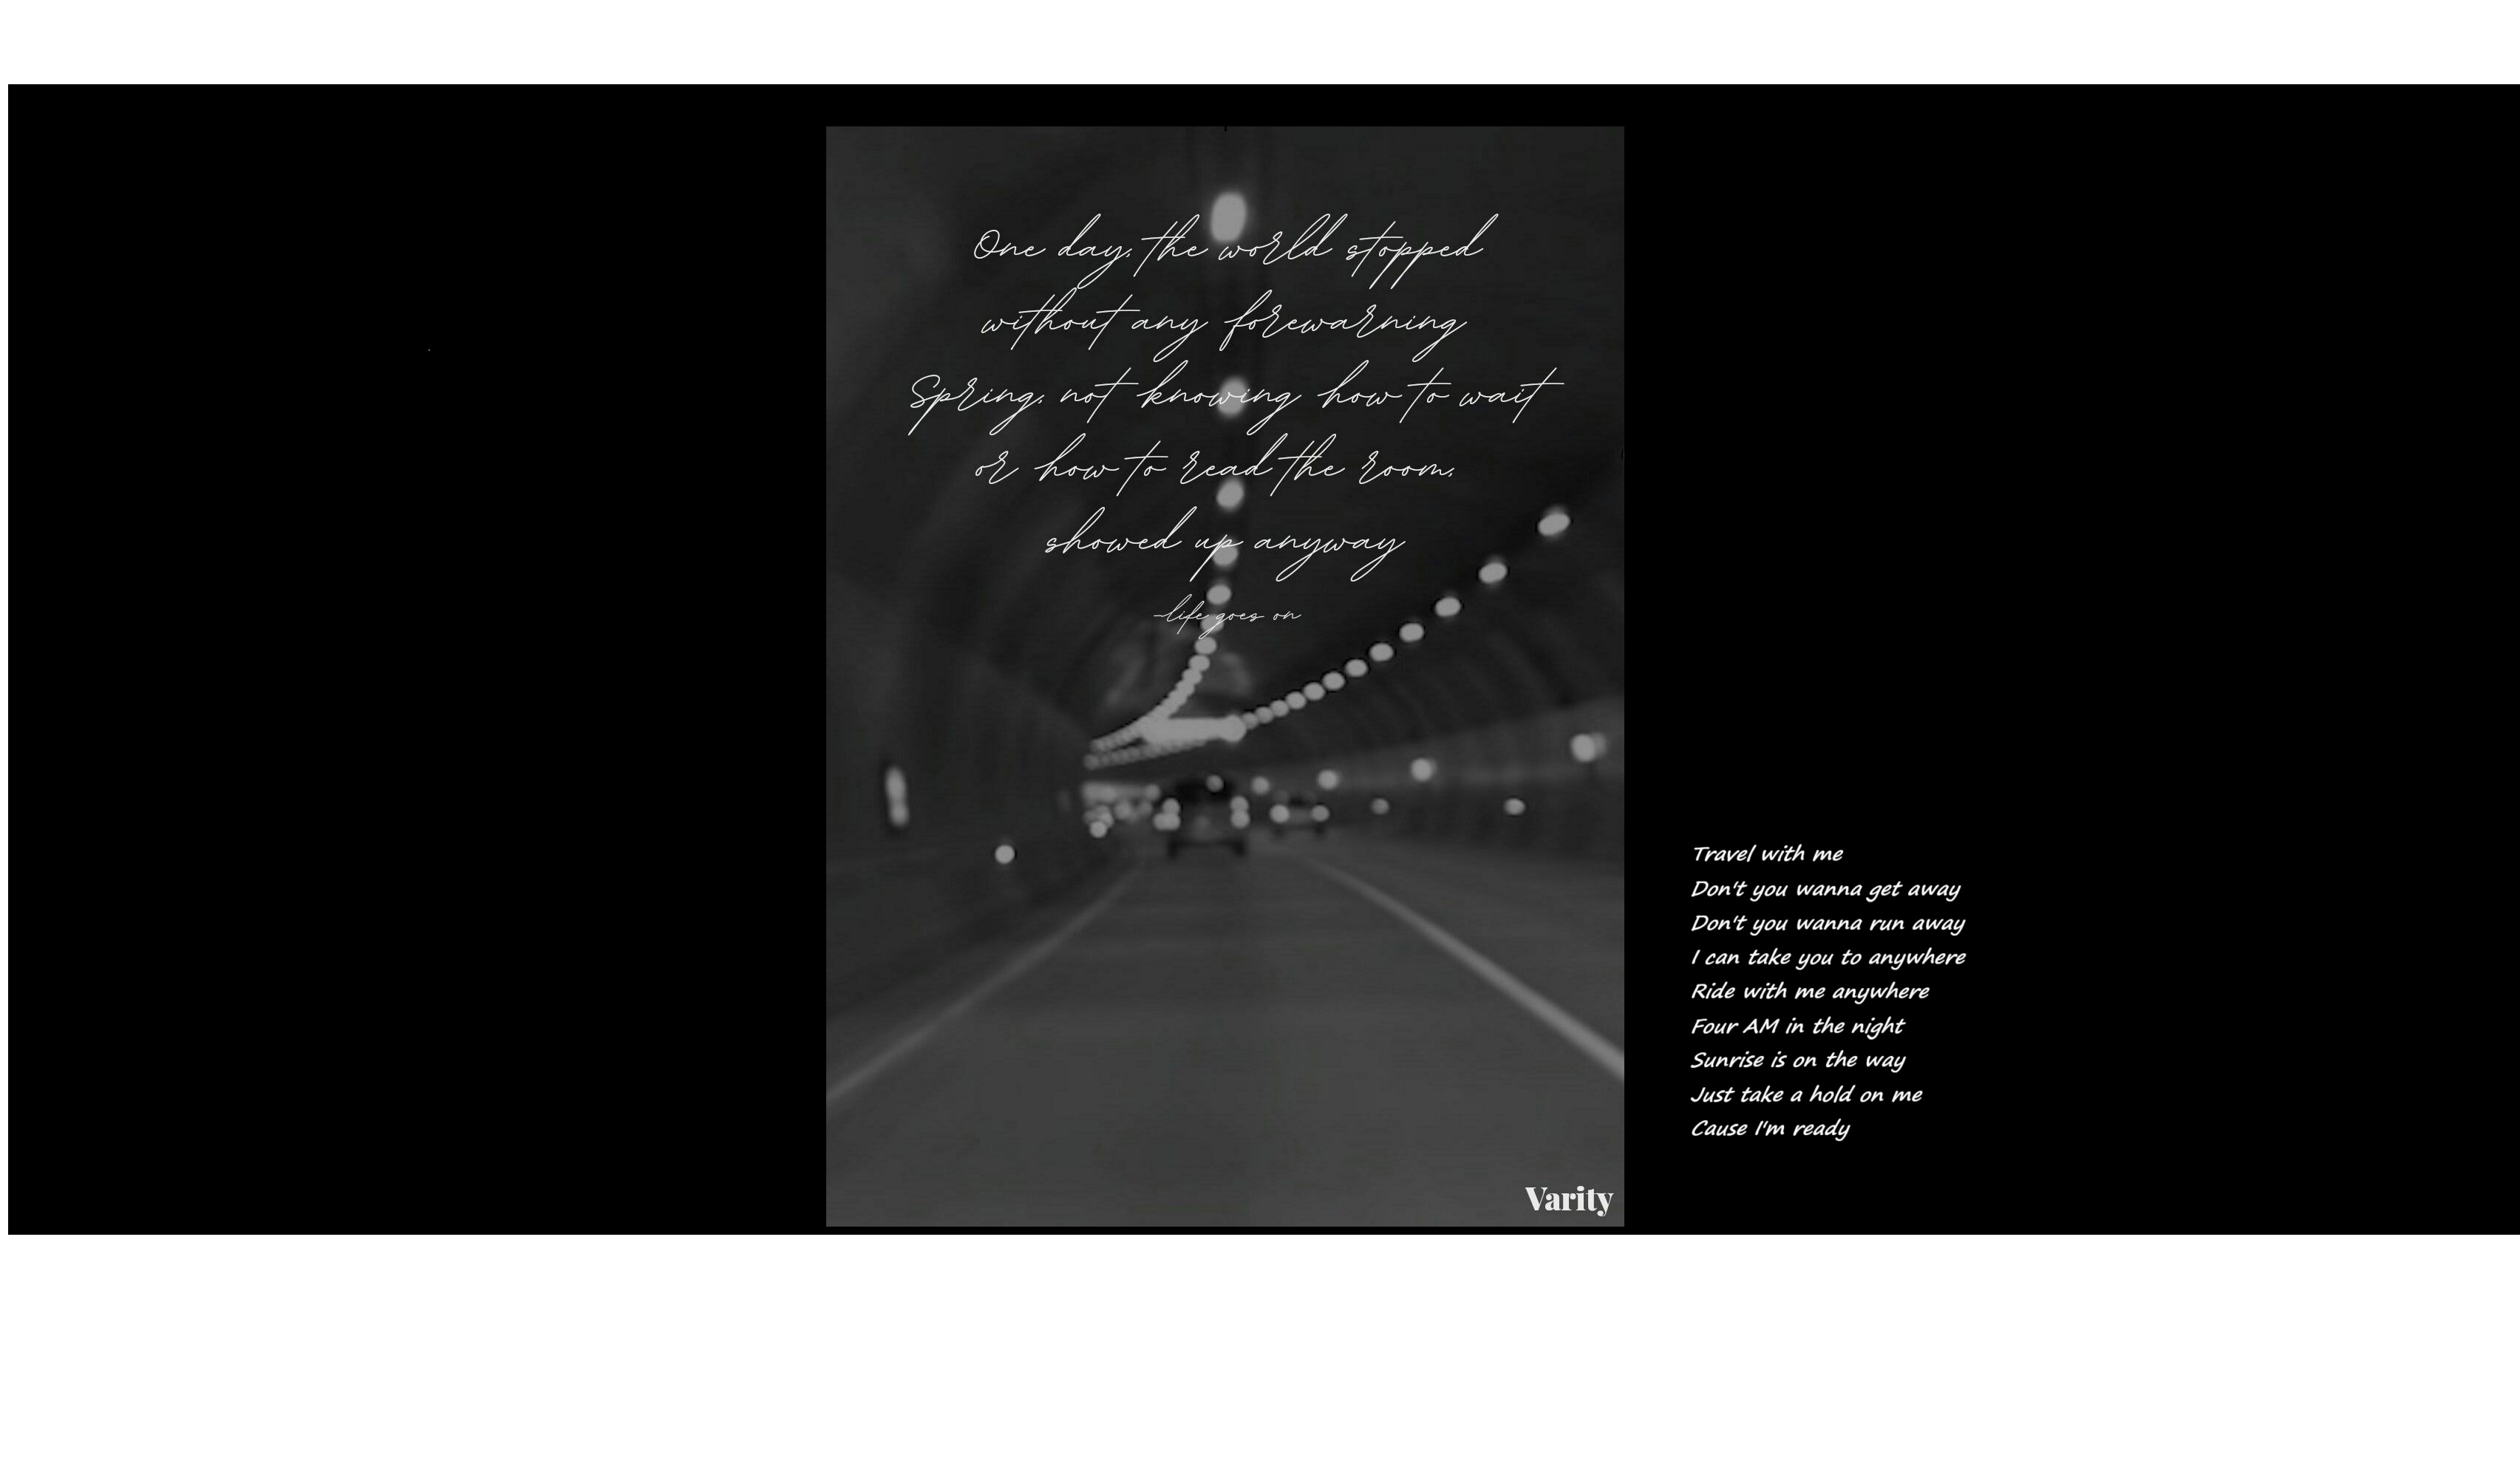 One day, the world stopped
without any forewarning
Spring, not knowing how to wait
or how to read the room,
showed up anyway
-life goes on
Travel with me
Don't you wanna get away
Don't you wanna run away
I can take you to anywhere
Ride with me anywhere
Four AM in the night
Sunrise is on the way
Just take a hold on me
Cause I'm ready
Varity